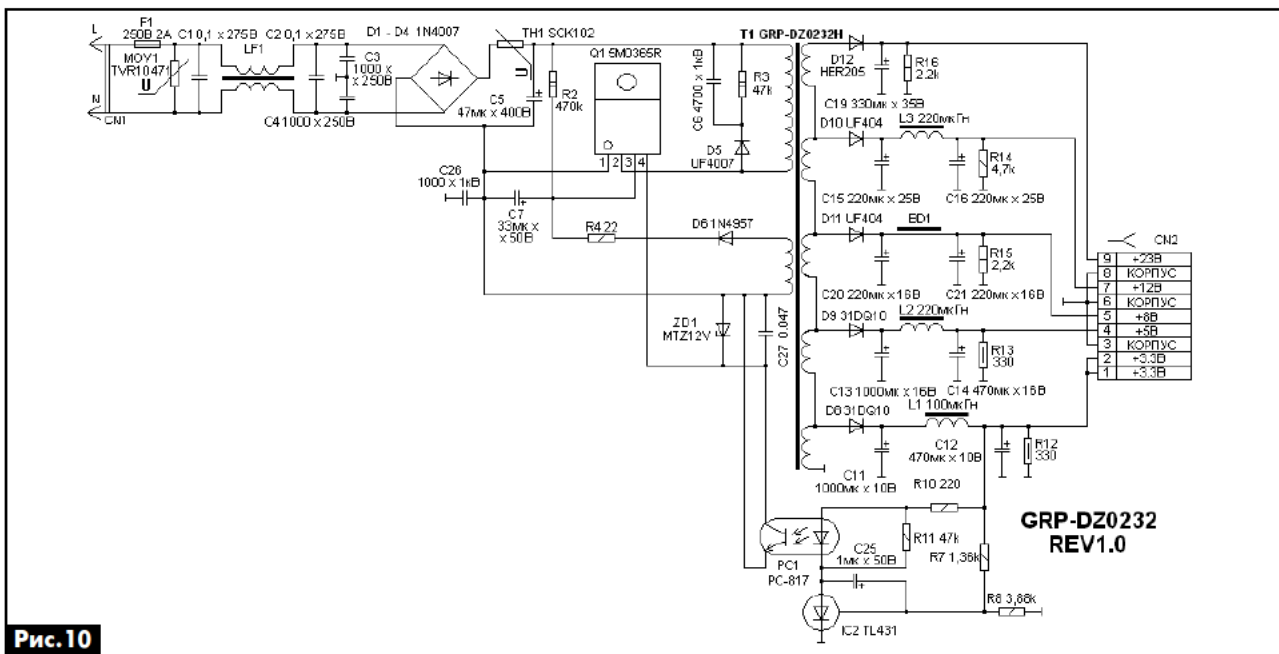 L
F1
250В 2А
C1 0,1 x 275В
C2 0,1 x 275В
D1 - D4 1N4007
TH1 SCK102
T1 GRP-DZ0232H
MOV1
TVR10471
U
LF1
C3
1000 x
x 250В
U
Q1 5M0365R
D12
HER205
R16
2.2k
N
CN1
C4 1000 x 250В
C5
47мк x 400В
R2
470k
C6 4700 x 1кВ
R3
47k
C19 330мк x 35В
D10 UF404
L3 220мкГн
D5
UF4007
1 2 3 4
R14
4,7k
C26
1000 x 1кВ
C7
33мк x
x 50В
C15 220мк x 25В
C16 220мк x 25В
R4 22
D6 1N4957
D11 UF404
BD1
R15
2,2k
CN2
9 +23В
8 КОРПУС
7 +12В
6 КОРПУС
5 +8В
4 +5В
3 КОРПУС
2 +3.3В
1 +3.3В
C20 220мк x 16В
C21 220мк x 16В
ZD1
MTZ12V
C27 0.047
D9 31DQ10
L2 220мкГн
R13
330
C13 1000мк x 16В
C14 470мк x 16В
D8 31DQ10
L1 100мкГн
C12
470мк x 10В
R12
330
C11
1000мк x 10В
R10 220
GRP-DZ0232
REV1.0
R11 47k
R7 1,36k
C25
1мк x 50В
PC1
PC-817
R8 3,88k
IC2 TL431
Рис.10